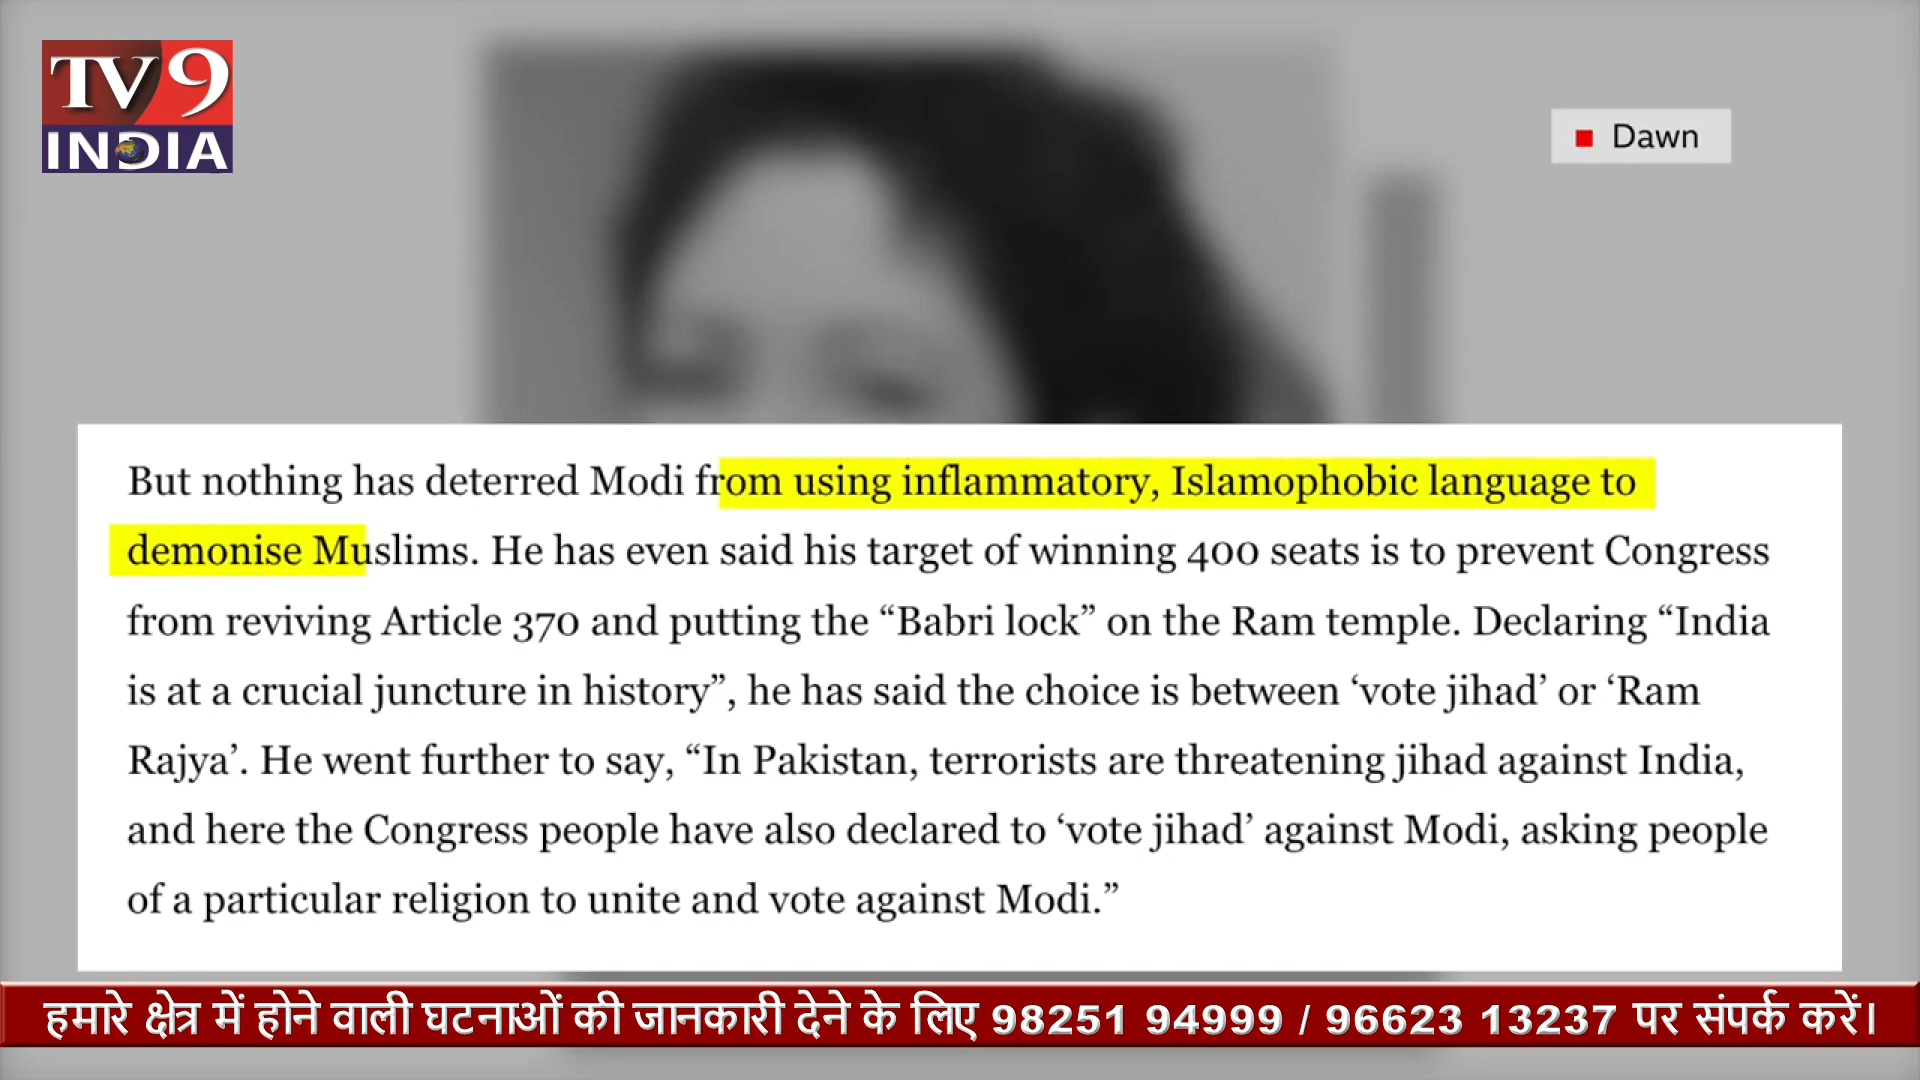 TV9
INDIA
Dawn
But nothing has deterred Modi from using inflammatory, Islamophobic language to
demonise Muslims. He has even said his target of winning 400 seats is to prevent Congress
from reviving Article 370 and putting the “Babri lock” on the Ram temple. Declaring “India
is at a crucial juncture in history”, he has said the choice is between ‘vote jihad’ or ‘Ram
Rajya’. He went further to say, “In Pakistan, terrorists are threatening jihad against India,
and here the Congress people have also declared to ‘vote jihad’ against Modi, asking people
of a particular religion to unite and vote against Modi.”
हमारे क्षेत्र में होने वाली घटनाओं की जानकारी देने के लिए 98251 94999 / 96623 13237 पर संपर्क करें।